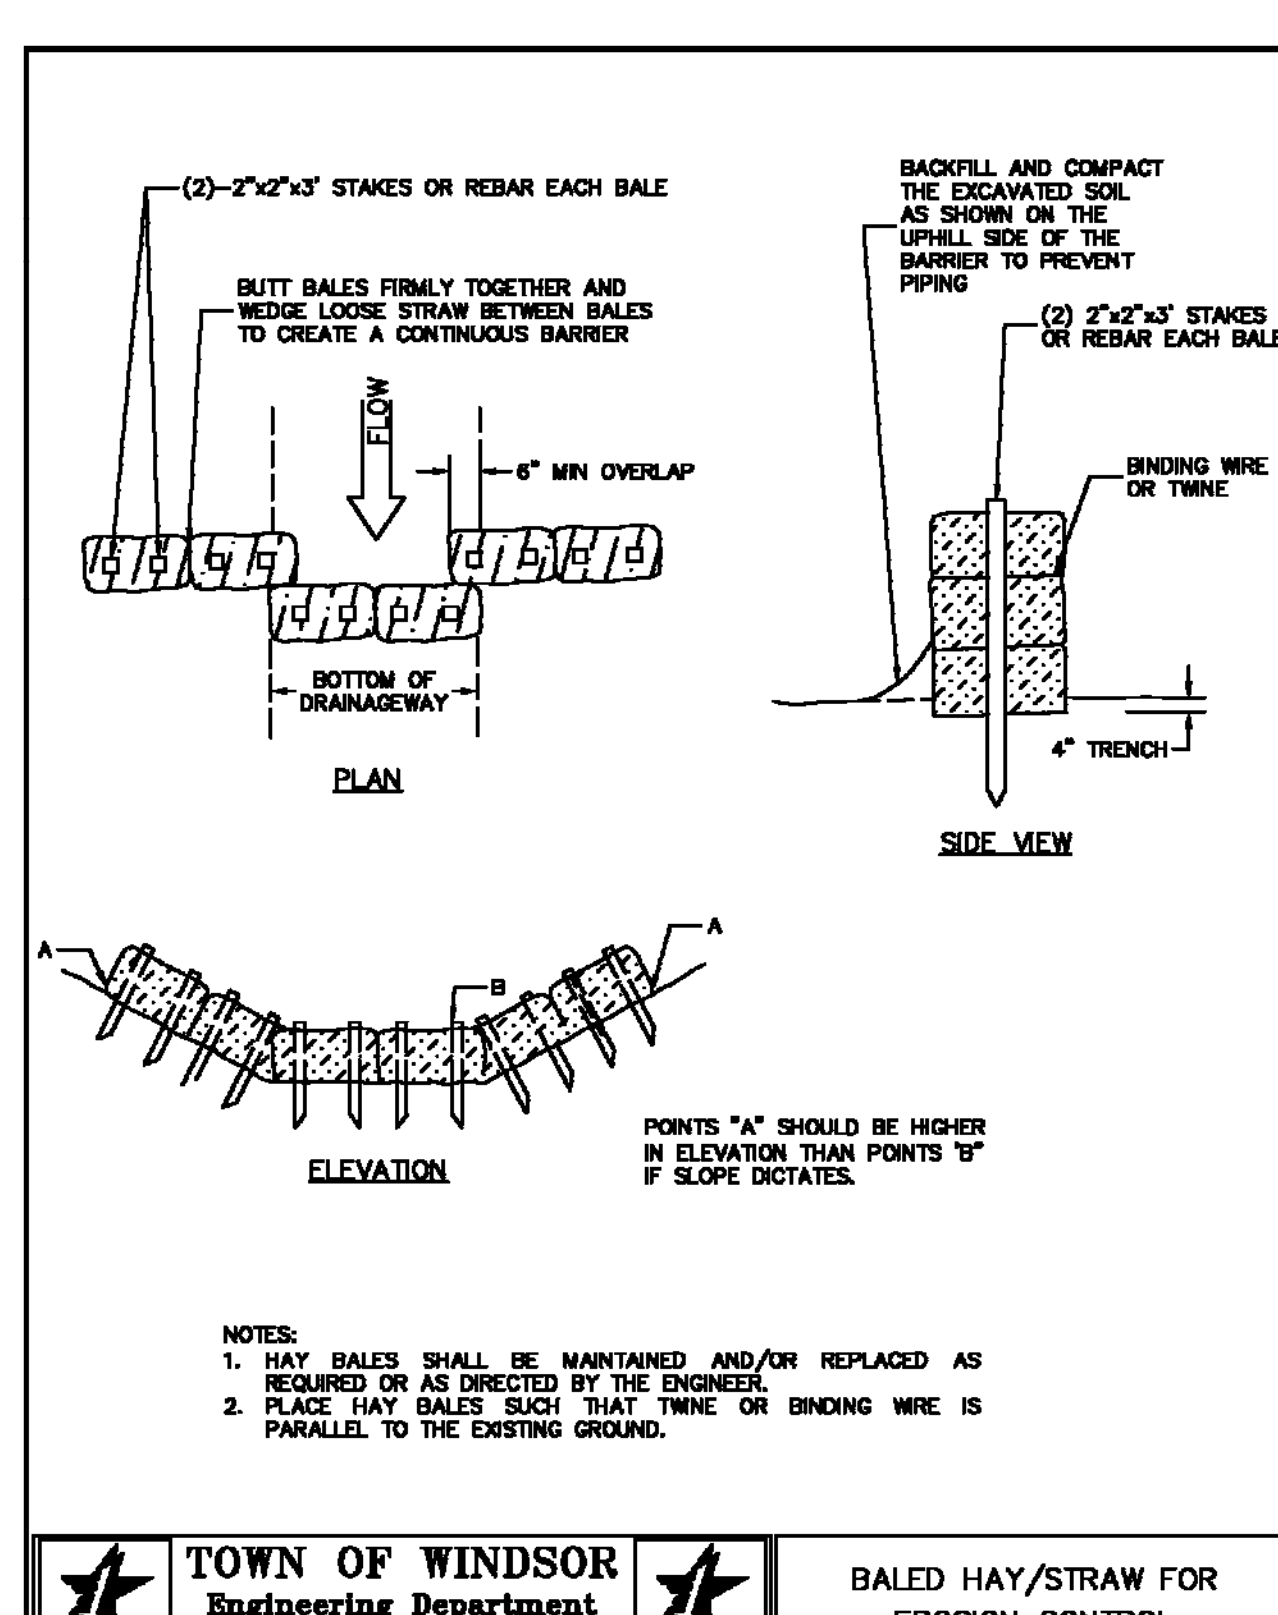 (2)-2"x2"x3' STAKES OR REBAR EACH BALE
BUTT BALES FIRMLY TOGETHER AND
WEDGE LOOSE STRAW BETWEEN BALES
TO CREATE A CONTINUOUS BARRIER
FLOW
6" MIN OVERLAP
BOTTOM OF
DRAINAGEWAY
PLAN
BACKFILL AND COMPACT
THE EXCAVATED SOIL
AS SHOWN ON THE
UPHILL SIDE OF THE
BARRIER TO PREVENT
PIPING
(2) 2"x2"x3' STAKES
OR REBAR EACH BALE
BINDING WIRE
OR TWINE
4" TRENCH
SIDE VIEW
A
A
B
ELEVATION
POINTS "A" SHOULD BE HIGHER
IN ELEVATION THAN POINTS "B"
IF SLOPE DICTATES.
NOTES:
1. HAY BALES SHALL BE MAINTAINED AND/OR REPLACED AS
REQUIRED OR AS DIRECTED BY THE ENGINEER.
2. PLACE HAY BALES SUCH THAT TWINE OR BINDING WIRE IS
PARALLEL TO THE EXISTING GROUND.
TOWN OF WINDSOR
Engineering Department
BALED HAY/STRAW FOR
EROSION CONTROL